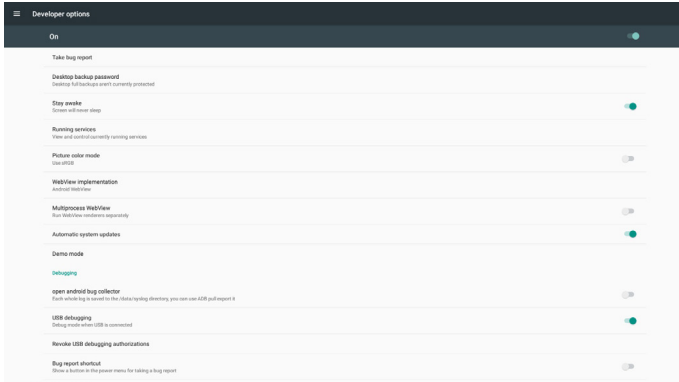 Developer options
On
Take bug report
Desktop backup password
Desktop full backups aren't currently protected
Stay awake
Screen will never sleep
Running services
View and control currently running services
Picture color mode
Use sRGB
WebView implementation
Android WebView
Multiprocess WebView
Run WebView renderers separately
Automatic system updates
Demo mode
Debugging
open android bug collector
Each whole log is saved to the /data/syslog directory, you can use ADB pull export it
USB debugging
Debug mode when USB is connected
Revoke USB debugging authorizations
Bug report shortcut
Show a button in the power menu for taking a bug report